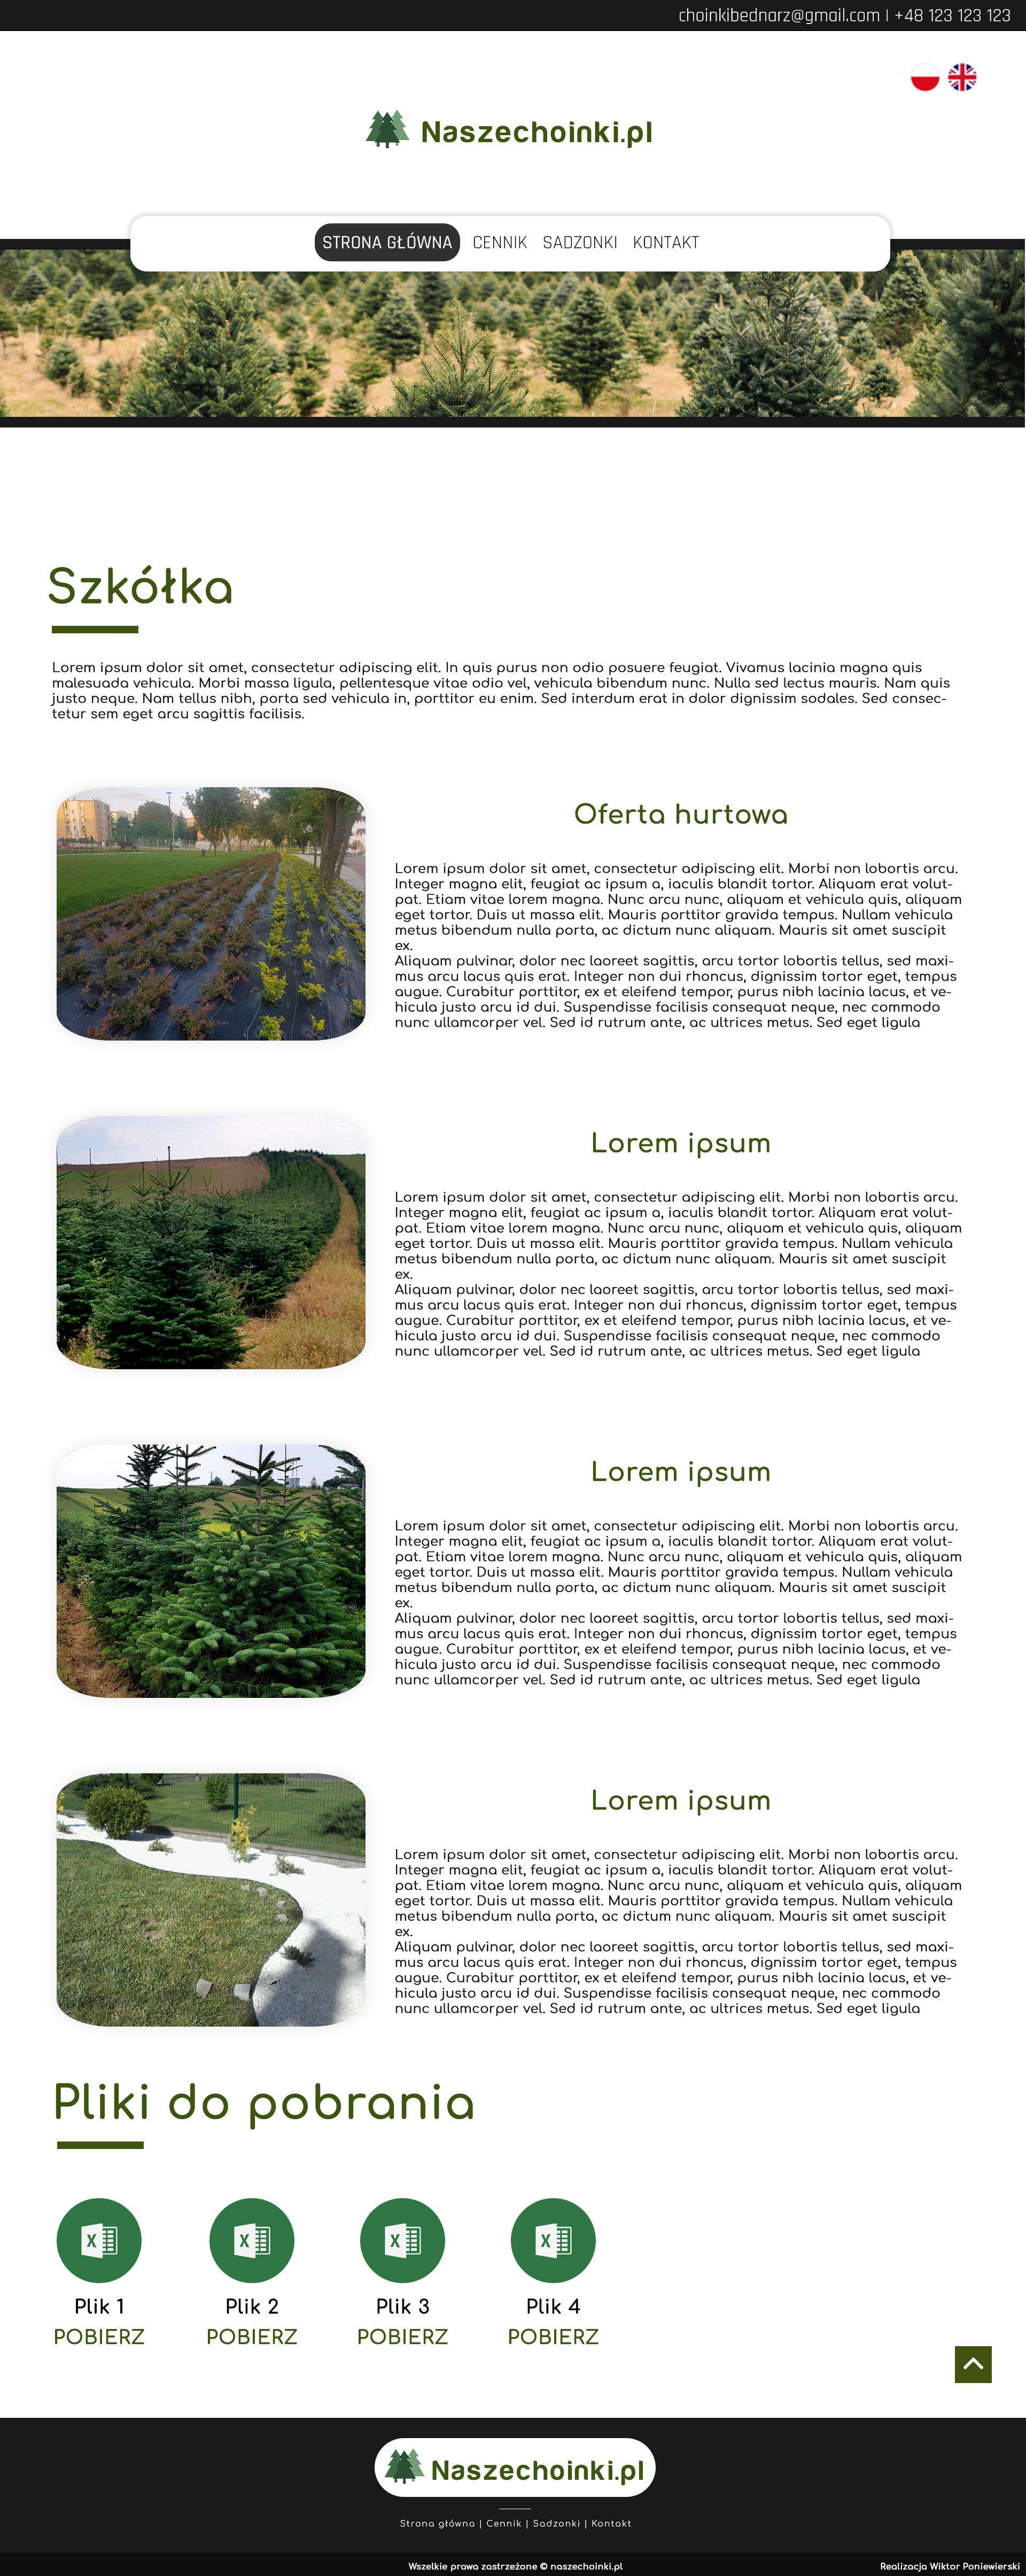 choinkibednarz@gmail.com | +48 123 123 123
Naszechoinki.pl
STRONA GŁÓWNA CENNIK SADZONKI KONTAKT
Szkółka
Lorem ipsum dolor sit amet, consectetur adipiscing elit. In quis purus non odio posuere feugiat. Vivamus lacinia magna quis
malesuada vehicula. Morbi massa ligula, pellentesque vitae odio vel, vehicula bibendum nunc. Nulla sed lectus mauris. Nam quis
justo neque. Nam tellus nibh, porta sed vehicula in, porttitor eu enim. Sed interdum erat in dolor dignissim sodales. Sed consec-
tetur sem eget arcu sagittis facilisis.
Oferta hurtowa
Lorem ipsum dolor sit amet, consectetur adipiscing elit. Morbi non lobortis arcu.
Integer magna elit, feugiat ac ipsum a, iaculis blandit tortor. Aliquam erat volut-
pat. Etiam vitae lorem magna. Nunc arcu nunc, aliquam et vehicula quis, aliquam
eget tortor. Duis ut massa elit. Mauris porttitor gravida tempus. Nullam vehicula
metus bibendum nulla porta, ac dictum nunc aliquam. Mauris sit amet suscipit
ex.
Aliquam pulvinar, dolor nec laoreet sagittis, arcu tortor lobortis tellus, sed maxi-
mus arcu lacus quis erat. Integer non dui rhoncus, dignissim tortor eget, tempus
augue. Curabitur porttitor, ex et eleifend tempor, purus nibh lacinia lacus, et ve-
hicula justo arcu id dui. Suspendisse facilisis consequat neque, nec commodo
nunc ullamcorper vel. Sed id rutrum ante, ac ultrices metus. Sed eget ligula
Lorem ipsum
Lorem ipsum dolor sit amet, consectetur adipiscing elit. Morbi non lobortis arcu.
Integer magna elit, feugiat ac ipsum a, iaculis blandit tortor. Aliquam erat volut-
pat. Etiam vitae lorem magna. Nunc arcu nunc, aliquam et vehicula quis, aliquam
eget tortor. Duis ut massa elit. Mauris porttitor gravida tempus. Nullam vehicula
metus bibendum nulla porta, ac dictum nunc aliquam. Mauris sit amet suscipit
ex.
Aliquam pulvinar, dolor nec laoreet sagittis, arcu tortor lobortis tellus, sed maxi-
mus arcu lacus quis erat. Integer non dui rhoncus, dignissim tortor eget, tempus
augue. Curabitur porttitor, ex et eleifend tempor, purus nibh lacinia lacus, et ve-
hicula justo arcu id dui. Suspendisse facilisis consequat neque, nec commodo
nunc ullamcorper vel. Sed id rutrum ante, ac ultrices metus. Sed eget ligula
Lorem ipsum
Lorem ipsum dolor sit amet, consectetur adipiscing elit. Morbi non lobortis arcu.
Integer magna elit, feugiat ac ipsum a, iaculis blandit tortor. Aliquam erat volut-
pat. Etiam vitae lorem magna. Nunc arcu nunc, aliquam et vehicula quis, aliquam
eget tortor. Duis ut massa elit. Mauris porttitor gravida tempus. Nullam vehicula
metus bibendum nulla porta, ac dictum nunc aliquam. Mauris sit amet suscipit
ex.
Aliquam pulvinar, dolor nec laoreet sagittis, arcu tortor lobortis tellus, sed maxi-
mus arcu lacus quis erat. Integer non dui rhoncus, dignissim tortor eget, tempus
augue. Curabitur porttitor, ex et eleifend tempor, purus nibh lacinia lacus, et ve-
hicula justo arcu id dui. Suspendisse facilisis consequat neque, nec commodo
nunc ullamcorper vel. Sed id rutrum ante, ac ultrices metus. Sed eget ligula
Lorem ipsum
Lorem ipsum dolor sit amet, consectetur adipiscing elit. Morbi non lobortis arcu.
Integer magna elit, feugiat ac ipsum a, iaculis blandit tortor. Aliquam erat volut-
pat. Etiam vitae lorem magna. Nunc arcu nunc, aliquam et vehicula quis, aliquam
eget tortor. Duis ut massa elit. Mauris porttitor gravida tempus. Nullam vehicula
metus bibendum nulla porta, ac dictum nunc aliquam. Mauris sit amet suscipit
ex.
Aliquam pulvinar, dolor nec laoreet sagittis, arcu tortor lobortis tellus, sed maxi-
mus arcu lacus quis erat. Integer non dui rhoncus, dignissim tortor eget, tempus
augue. Curabitur porttitor, ex et eleifend tempor, purus nibh lacinia lacus, et ve-
hicula justo arcu id dui. Suspendisse facilisis consequat neque, nec commodo
nunc ullamcorper vel. Sed id rutrum ante, ac ultrices metus. Sed eget ligula
Pliki do pobrania
X X X X
Plik 1 Plik 2 Plik 3 Plik 4
POBIERZ POBIERZ POBIERZ POBIERZ
Naszechoinki.pl
Strona główna | Cennik | Sadzonki | Kontakt
Wszelkie prawa zastrzeżone © naszechoinki.pl
Realizacja Wiktor Poniewierski